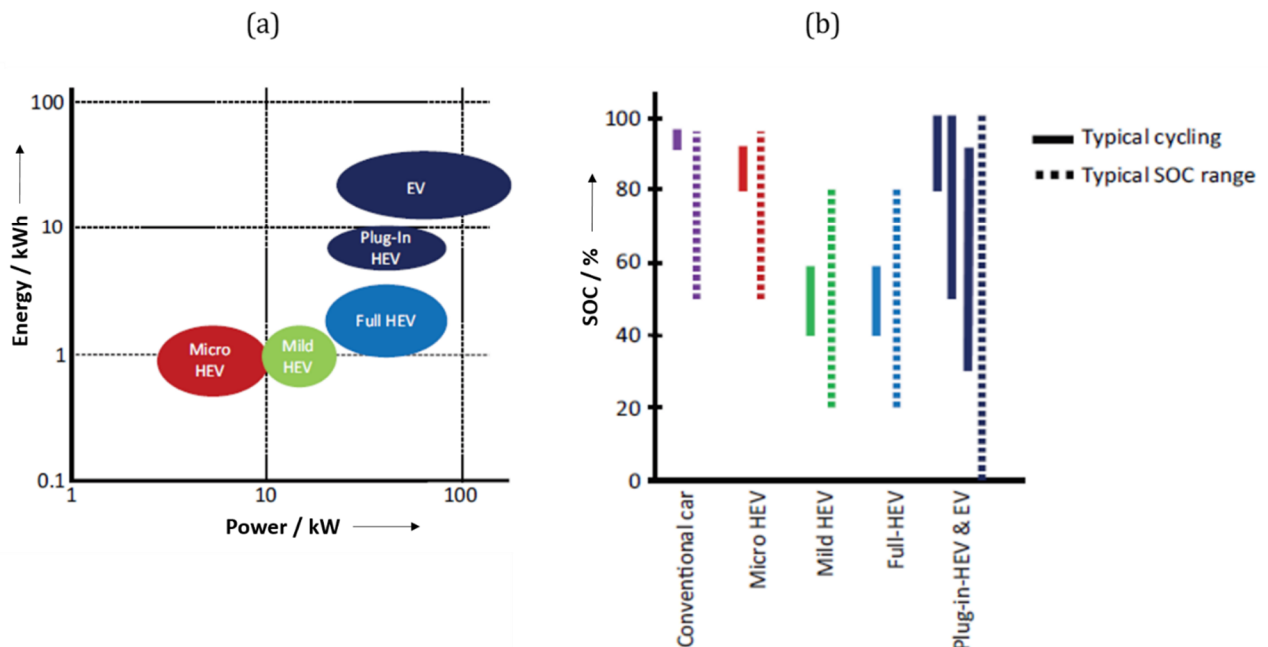 (a)
Energy / kWh
100
10
1
0.1
EV
Plug-In
HEV
Full HEV
Micro
HEV
Mild
HEV
1
10
100
Power / kW
(b)
SOC / %
100
80
60
40
20
0
Conventional car
Micro HEV
Mild HEV
Full-HEV
Plug-in-HEV & EV
Typical cycling
Typical SOC range